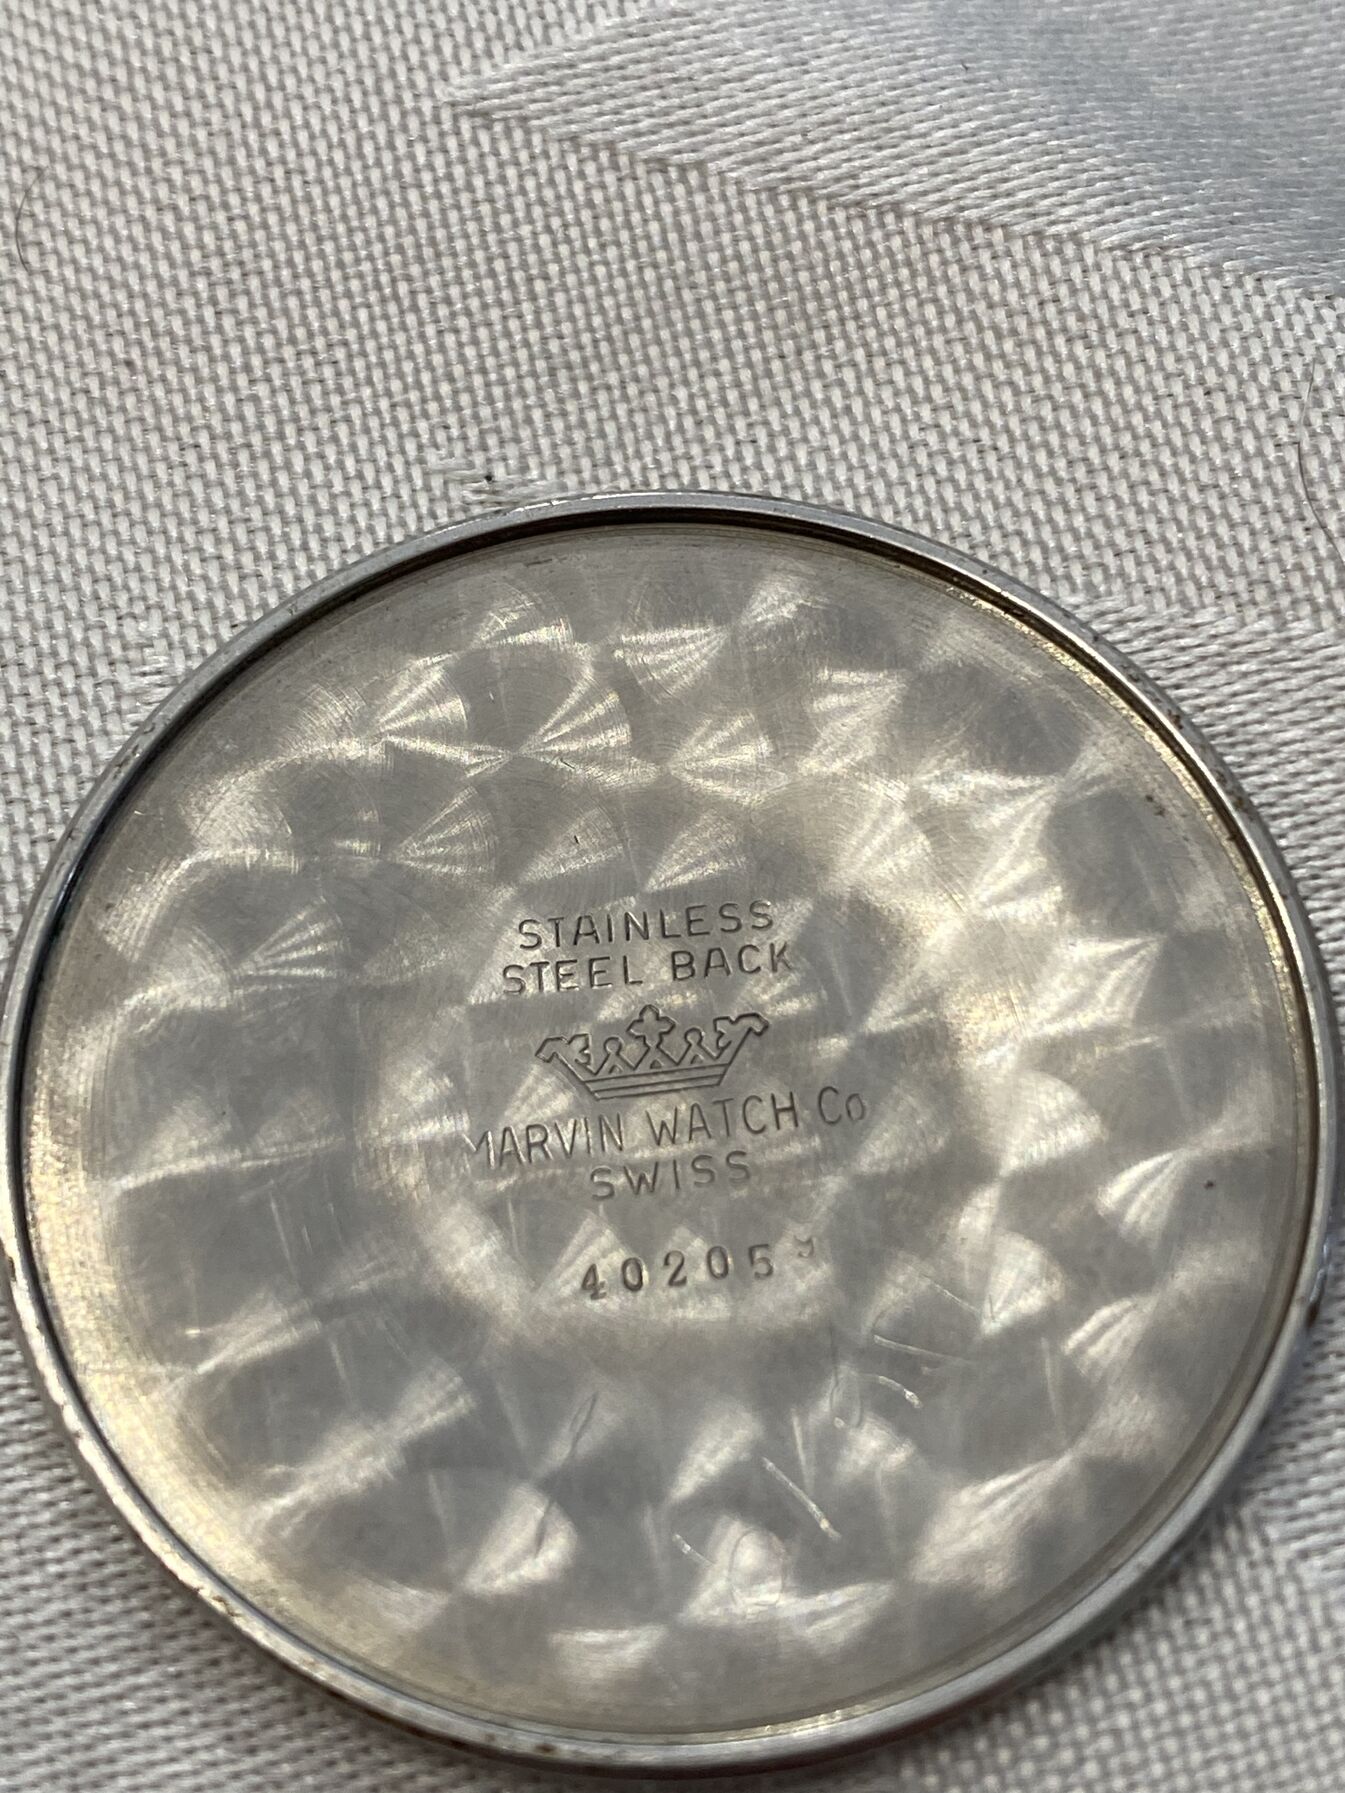 STAINLESS
STEEL BACK
MARVIN WATCH Co
SWISS
40205